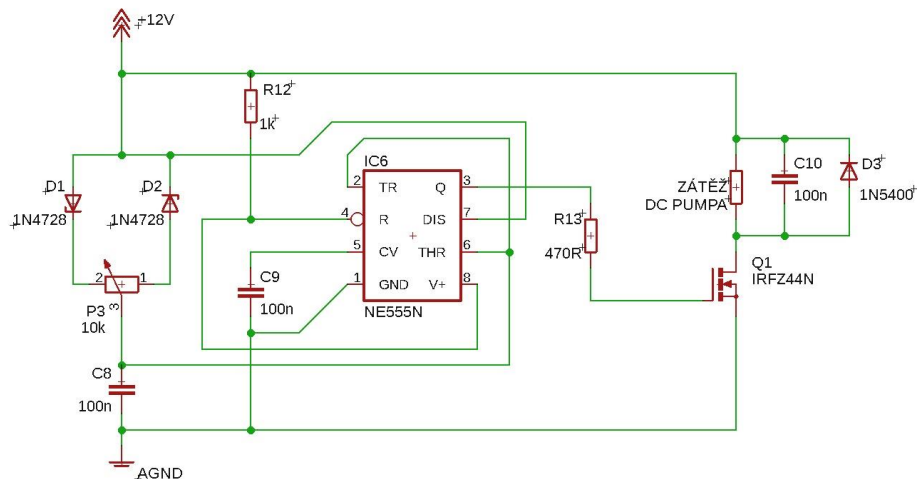 +12V
R12
1k
IC6
2 TR Q 3
4 R DIS 7
5 CV THR 6
1 GND V+ 8
NE555N
D1
1N4728
D2
1N4728
2 1
3
P3
10k
C9
100n
C8
100n
AGND
R13
470R
ZÁTĚŽ
DC PUMPA
C10
100n
D3
1N5400
Q1
IRFZ44N